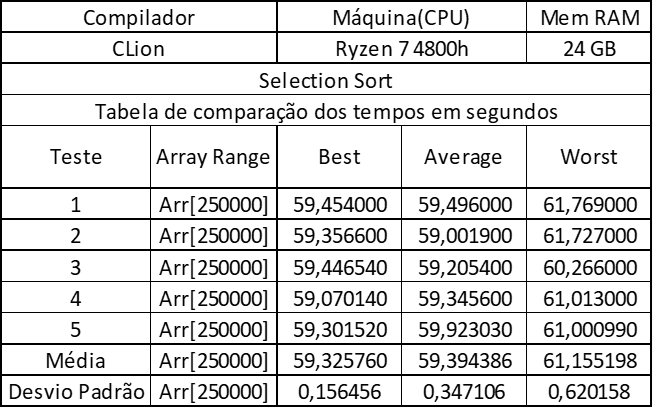 Compilador Máquina(CPU) Mem RAM
CLion Ryzen 7 4800h 24 GB
Selection Sort
Tabela de comparação dos tempos em segundos
Teste Array Range Best Average Worst
1 Arr[250000] 59,454000 59,496000 61,769000
2 Arr[250000] 59,356600 59,001900 61,727000
3 Arr[250000] 59,446540 59,205400 60,266000
4 Arr[250000] 59,070140 59,345600 61,013000
5 Arr[250000] 59,301520 59,923030 61,000990
Média Arr[250000] 59,325760 59,394386 61,155198
Desvio Padrão Arr[250000] 0,156456 0,347106 0,620158